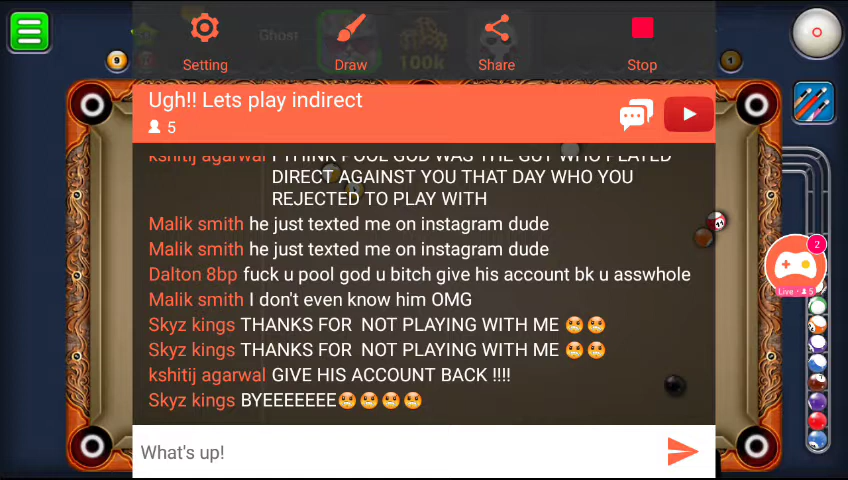 Ghost
100k
Setting
Draw
Share
Stop
9
1
Ugh!! Lets play indirect
5
kshitij agarwal I THINK POOL GOD WAS THE GUY WHO PLAYED
DIRECT AGAINST YOU THAT DAY WHO YOU
REJECTED TO PLAY WITH
Malik smith he just texted me on instagram dude
Malik smith he just texted me on instagram dude
11
Dalton 8bp fuck u pool god u bitch give his account bk u asswhole
2
Live • 5
Malik smith I don't even know him OMG
Skyz kings THANKS FOR NOT PLAYING WITH ME 😁😁
Skyz kings THANKS FOR NOT PLAYING WITH ME 😁😁
kshitij agarwal GIVE HIS ACCOUNT BACK !!!!
Skyz kings BYEEEEEEE😁😁😁😁
What's up!